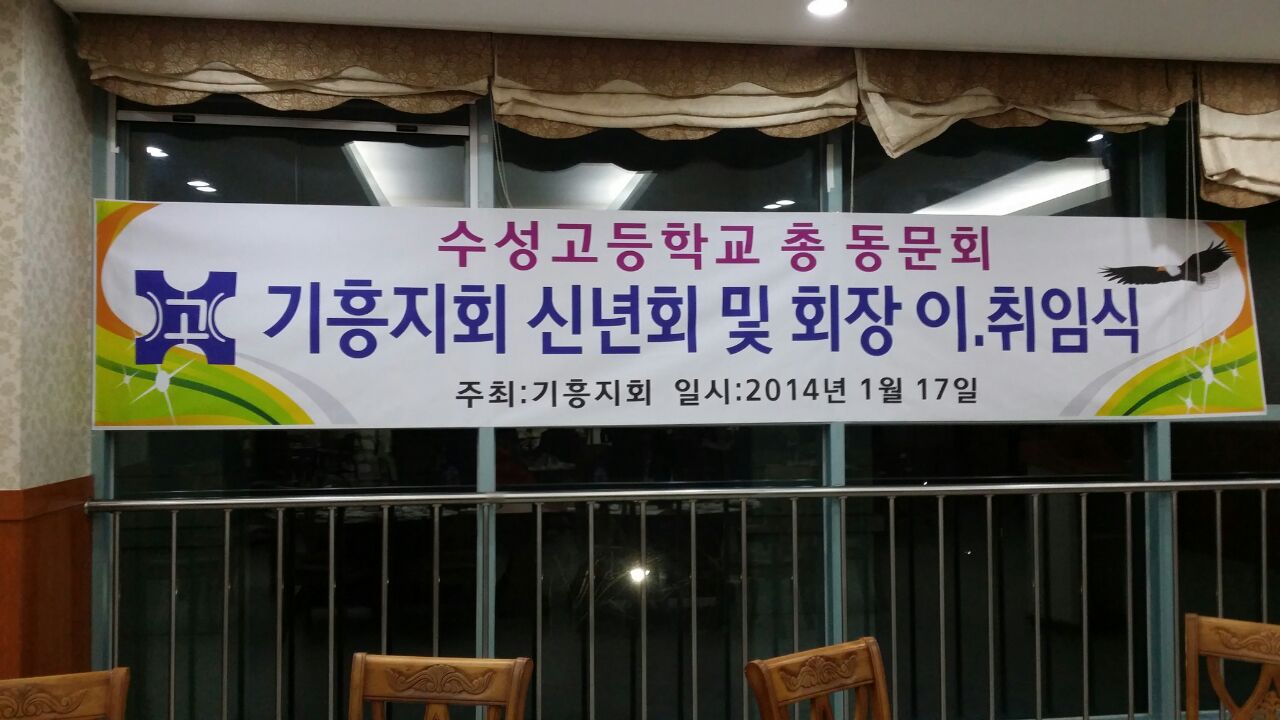 수성고등학교 총 동문회
기흥지회 신년회 및 회장 이.취임식
주최:기흥지회 일시:2014년 1월 17일